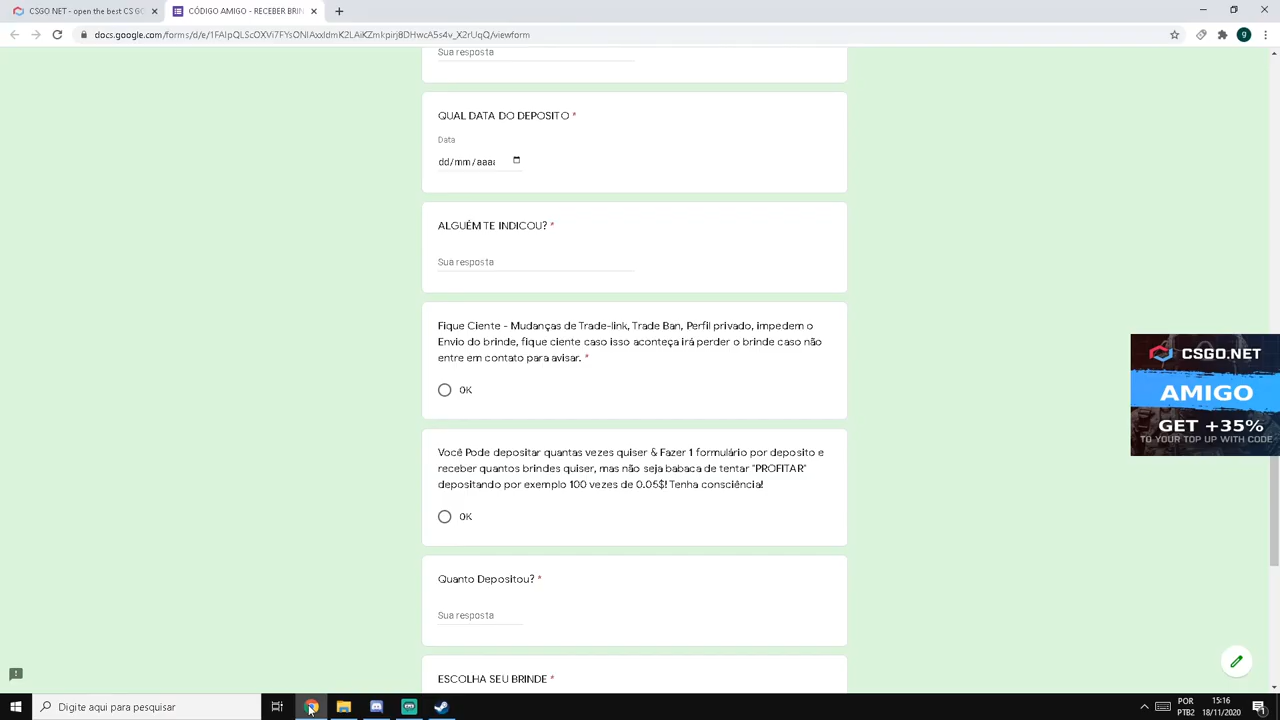 CSGO.NET - open the best CS GO
CÓDIGO AMIGO - RECEBER BRIN
docs.google.com/forms/d/e/1FAIpQLScOXVi7FYsONlAxxldmK2LAiKZmkpirj8DHwcA5s4v_X2rUqQ/viewform
g
Sua resposta
QUAL DATA DO DEPOSITO *
Data
dd/mm/aaaa
ALGUÉM TE INDICOU? *
Sua resposta
Fique Ciente - Mudanças de Trade-link, Trade Ban, Perfil privado, impedem o
Envio do brinde, fique ciente caso isso aconteça irá perder o brinde caso não
entre em contato para avisar. *
OK
CSGO.NET
AMIGO
GET +35%
TO YOUR TOP UP WITH CODE
Você Pode depositar quantas vezes quiser & Fazer 1 formulário por deposito e
receber quantos brindes quiser, mas não seja babaca de tentar "PROFITAR"
depositando por exemplo 100 vezes de 0.05$! Tenha consciência!
OK
Quanto Depositou? *
Sua resposta
ESCOLHA SEU BRINDE *
Digite aqui para pesquisar
POR
PTB2
15:16
18/11/2020
1